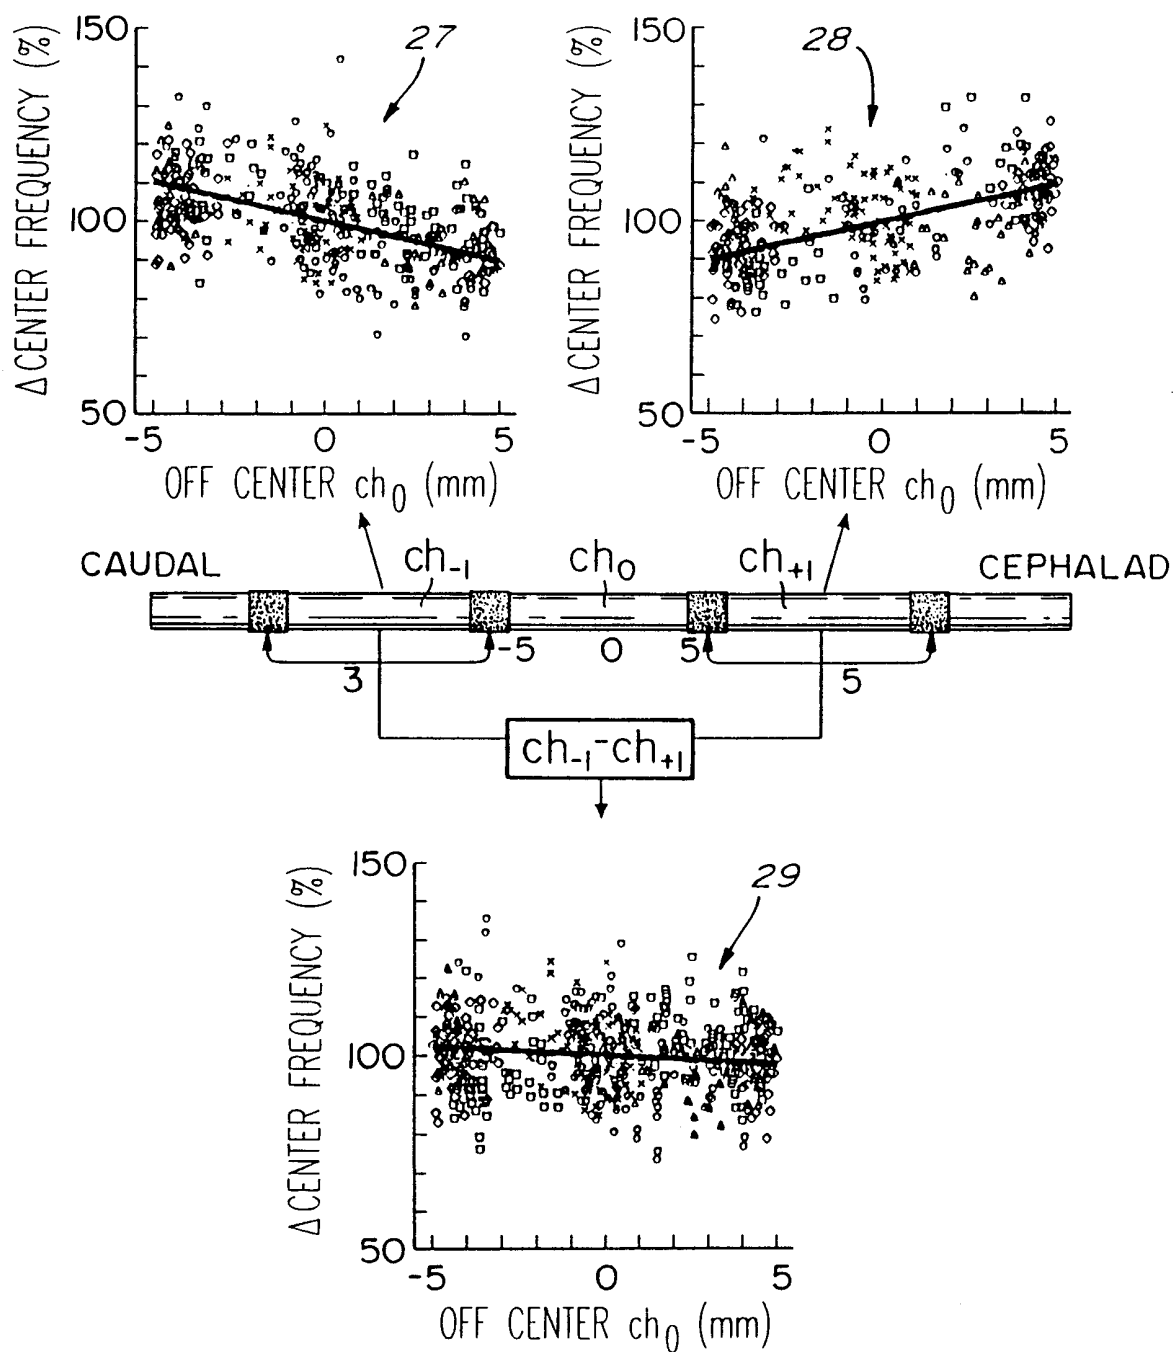 27
ΔCENTER FREQUENCY (%)
150
100
50
-5 0 5
OFF CENTER ch₀ (mm)
28
ΔCENTER FREQUENCY (%)
150
100
50
-5 0 5
OFF CENTER ch₀ (mm)
CAUDAL ch₋₁ ch₀ ch₊₁ CEPHALAD
-5 0 5
3 5
ch₋₁-ch₊₁
29
ΔCENTER FREQUENCY (%)
150
100
50
-5 0 5
OFF CENTER ch₀ (mm)